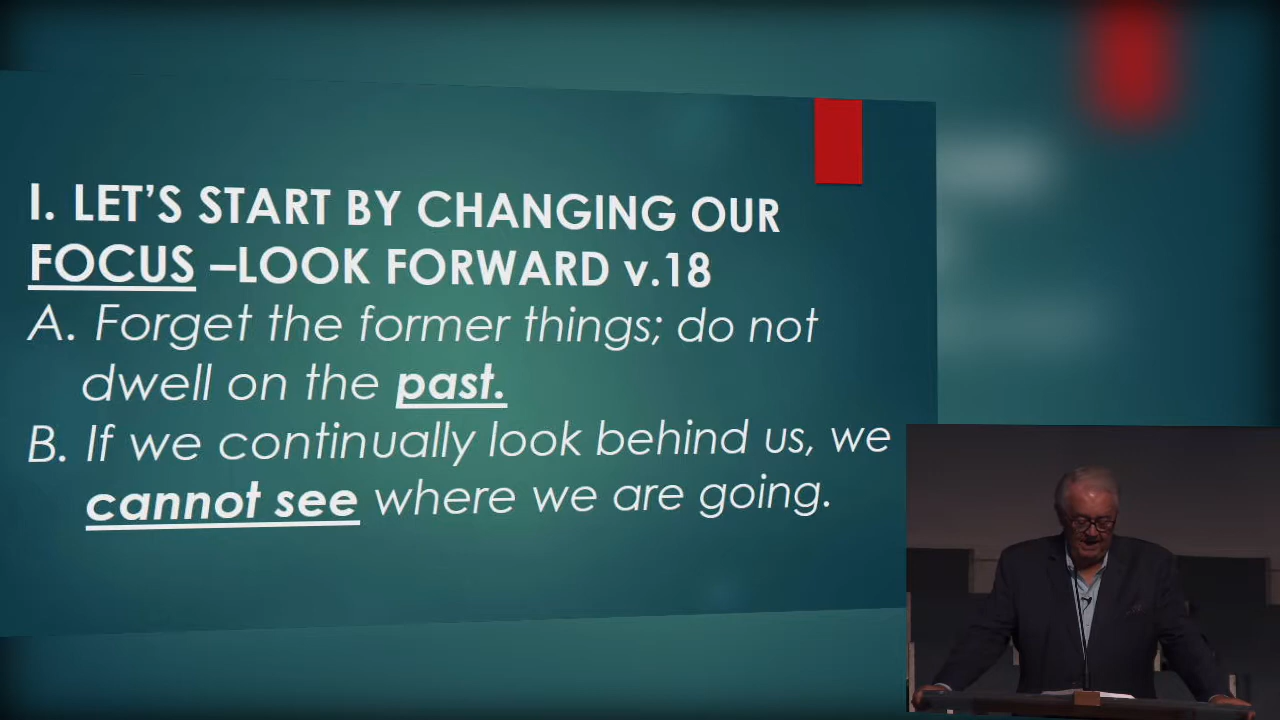 I. LET'S START BY CHANGING OUR
FOCUS –LOOK FORWARD v.18
A. Forget the former things; do not
dwell on the past.
B. If we continually look behind us, we
cannot see where we are going.